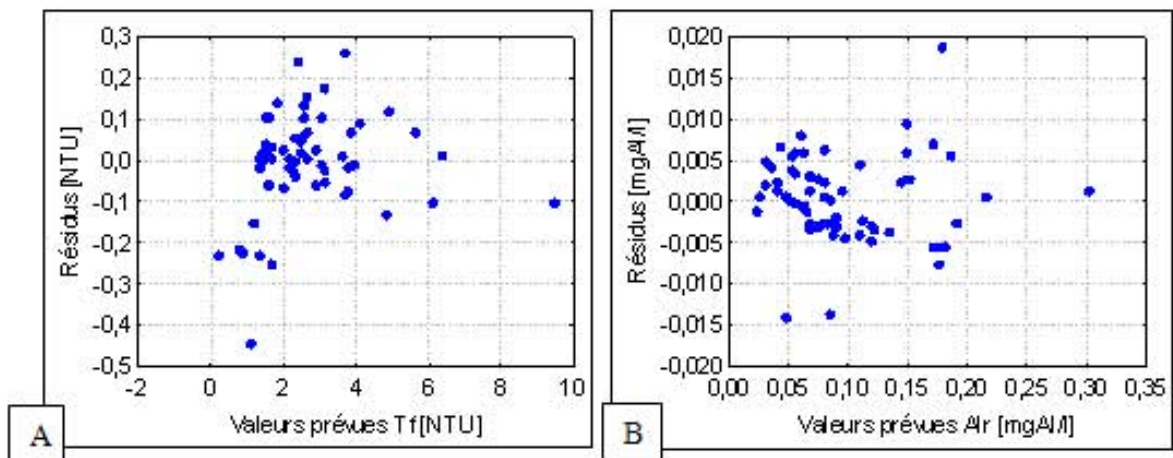 0,3
0,2
0,1
0,0
-0,1
-0,2
-0,3
-0,4
-0,5
Résidus [NTU]
-2 0 2 4 6 8 10
Valeurs prévues Tf[NTU]
A
0,020
0,015
0,010
0,005
0,000
-0,005
-0,010
-0,015
-0,020
Résidus [mgAl/l]
0,00 0,05 0,10 0,15 0,20 0,25 0,30 0,35
Valeurs prévues Alr [mgAl/l]
B